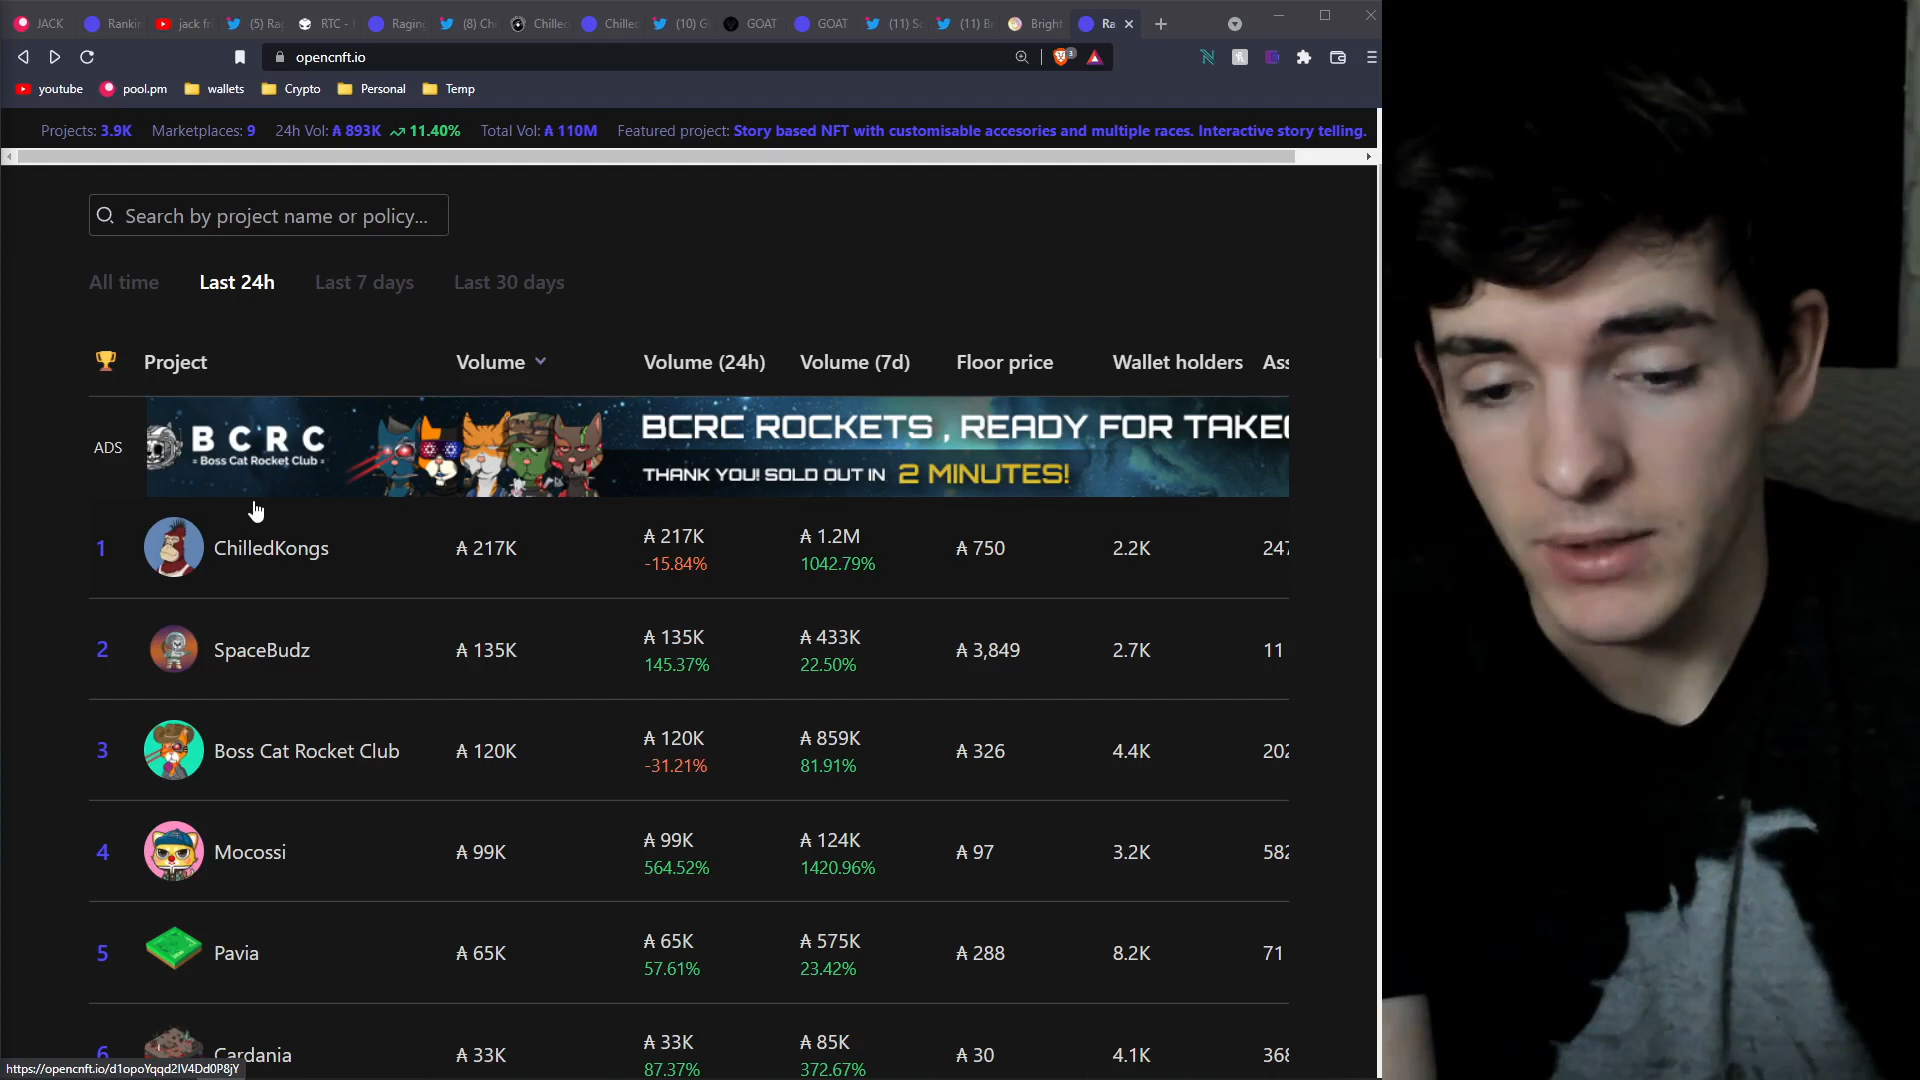 JACK Rankin jack fr (5) Ra RTC - Raging (8) Ch Chilled Chilled (10) G GOAT GOAT (11) S (11) B Bright Ra
opencnft.io
3
youtube pool.pm wallets Crypto Personal Temp
Projects: 3.9K Marketplaces: 9 24h Vol: ₳ 893K 11.40% Total Vol: ₳ 110M Featured project: Story based NFT with customisable accesories and multiple races. Interactive story telling.
Search by project name or policy...
All time Last 24h Last 7 days Last 30 days
Project Volume Volume (24h) Volume (7d) Floor price Wallet holders Ass
ADS
BCRC
Boss Cat Rocket Club
BCRC ROCKETS , READY FOR TAKEO
THANK YOU! SOLD OUT IN 2 MINUTES!
1 ChilledKongs ₳ 217K ₳ 217K ₳ 1.2M ₳ 750 2.2K 247
-15.84% 1042.79%
2 SpaceBudz ₳ 135K ₳ 135K ₳ 433K ₳ 3,849 2.7K 11
145.37% 22.50%
3 Boss Cat Rocket Club ₳ 120K ₳ 120K ₳ 859K ₳ 326 4.4K 202
-31.21% 81.91%
4 Mocossi ₳ 99K ₳ 99K ₳ 124K ₳ 97 3.2K 582
564.52% 1420.96%
5 Pavia ₳ 65K ₳ 65K ₳ 575K ₳ 288 8.2K 71
57.61% 23.42%
6 Cardania ₳ 33K ₳ 33K ₳ 85K ₳ 30 4.1K 368
87.37% 372.67%